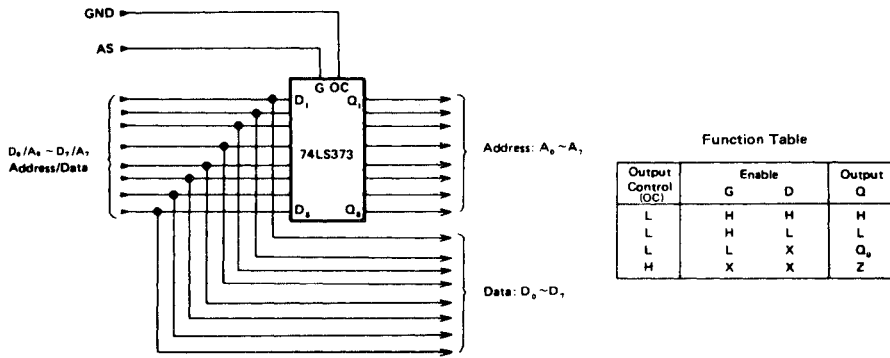 GND
AS
G OC
D₁ Q₁
74LS373
D₈ Q₈
D₀/A₀ ~ D₇/A₇
Address/Data
Address: A₀ ~ A₇
Data: D₀ ~ D₇
Function Table
Output Control (OC) Enable Output
G D Q
L H H H
L H L L
L L X Q₀
H X X Z